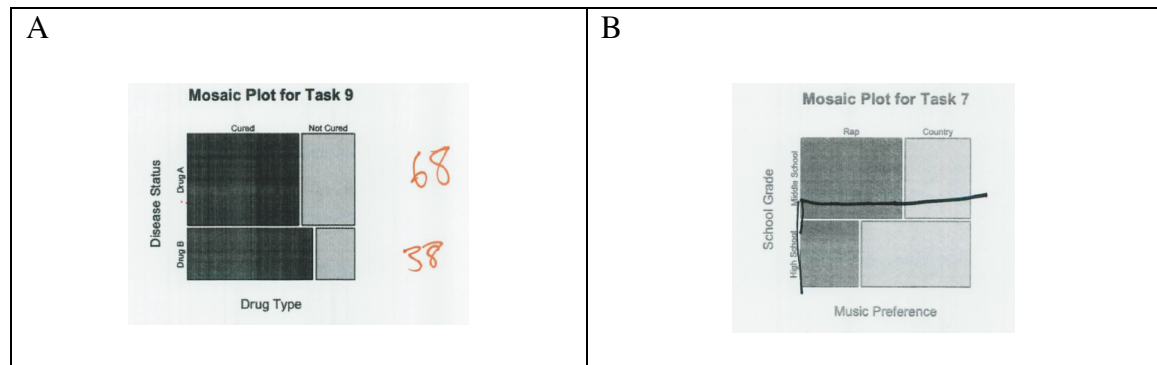 A
Mosaic Plot for Task 9
Cured Not Cured
Disease Status
Drug A
68
Drug B
38
Drug Type
B
Mosaic Plot for Task 7
Rap Country
School Grade
Middle School
High School
Music Preference